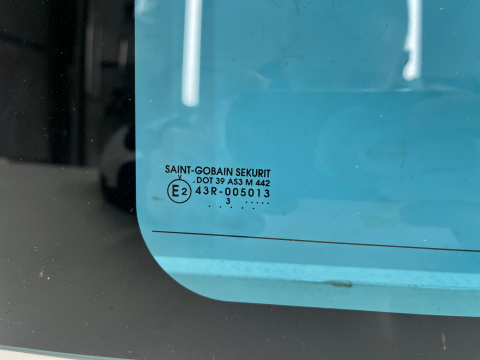 SAINT-GOBAIN SEKURIT
V
.DOT 39 AS3 M 442
E2 43R-005013
3 .....
.....